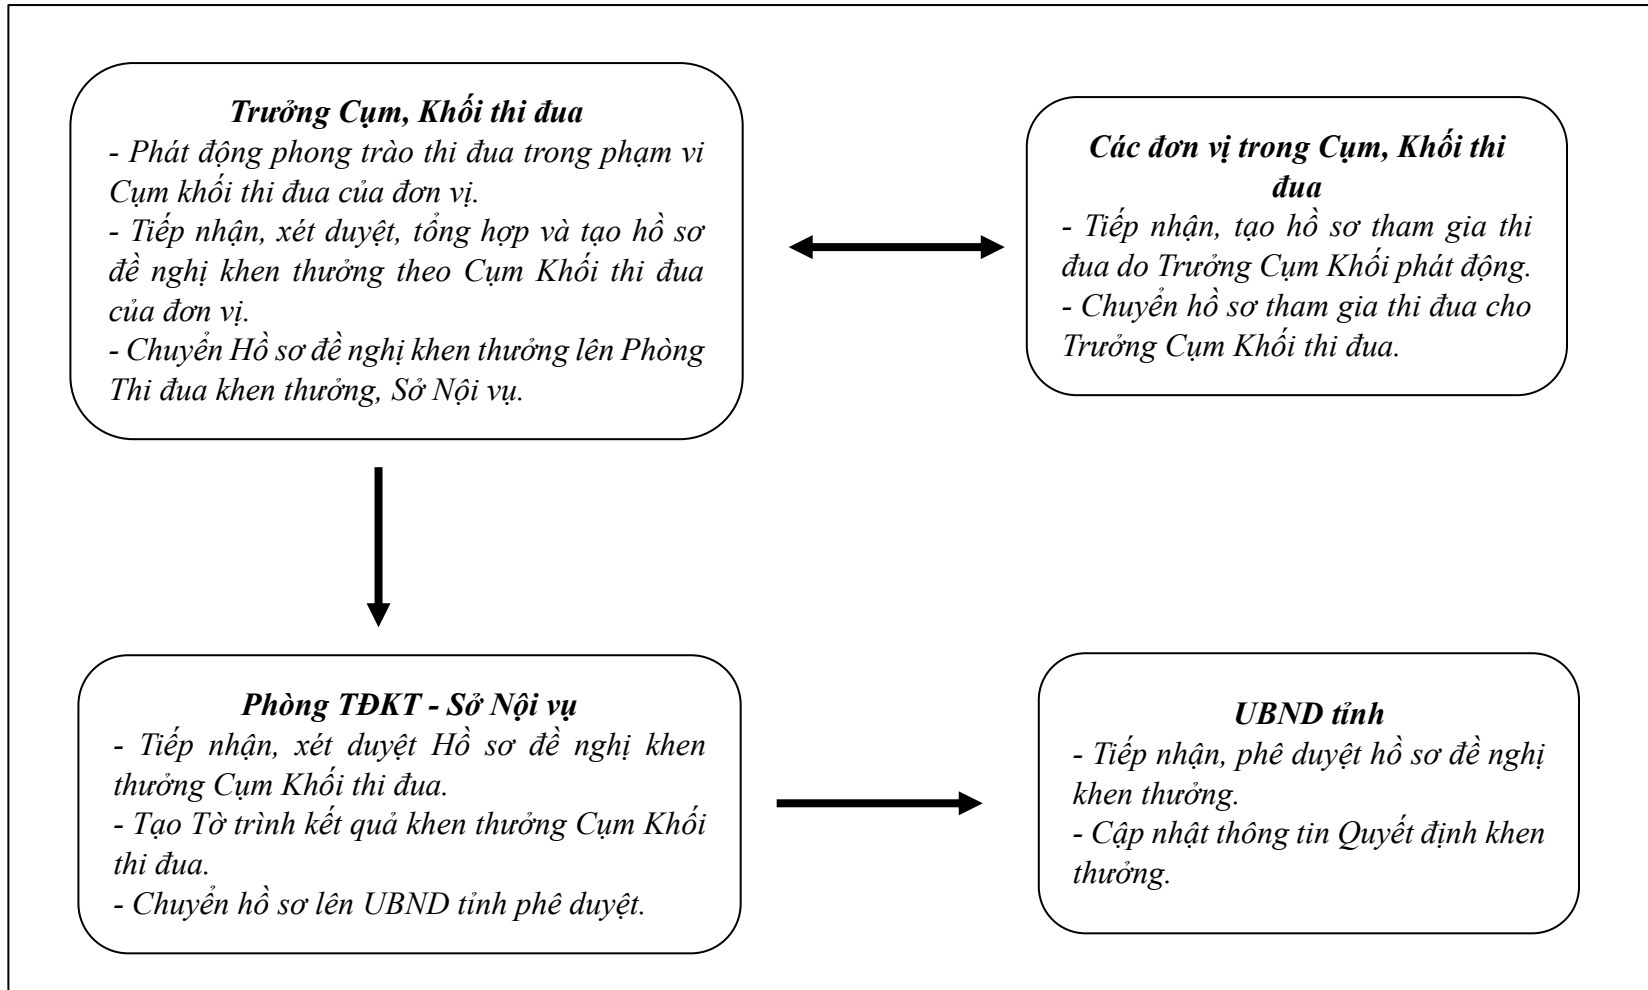 Trưởng Cụm, Khối thi đua
- Phát động phong trào thi đua trong phạm vi
Cụm khối thi đua của đơn vị.
- Tiếp nhận, xét duyệt, tổng hợp và tạo hồ sơ
đề nghị khen thưởng theo Cụm Khối thi đua
của đơn vị.
- Chuyển Hồ sơ đề nghị khen thưởng lên Phòng
Thi đua khen thưởng, Sở Nội vụ.
Các đơn vị trong Cụm, Khối thi
đua
- Tiếp nhận, tạo hồ sơ tham gia thi
đua do Trưởng Cụm Khối phát động.
- Chuyển hồ sơ tham gia thi đua cho
Trưởng Cụm Khối thi đua.
Phòng TĐKT - Sở Nội vụ
- Tiếp nhận, xét duyệt Hồ sơ đề nghị khen
thưởng Cụm Khối thi đua.
- Tạo Tờ trình kết quả khen thưởng Cụm Khối
thi đua.
- Chuyển hồ sơ lên UBND tỉnh phê duyệt.
UBND tỉnh
- Tiếp nhận, phê duyệt hồ sơ đề nghị
khen thưởng.
- Cập nhật thông tin Quyết định khen
thưởng.